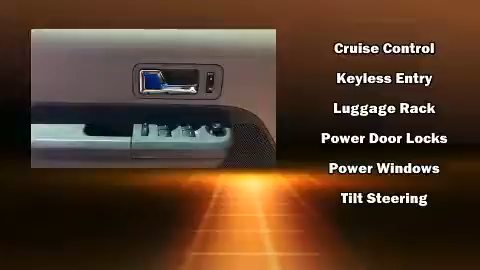 Cruise Control
Keyless Entry
Luggage Rack
Power Door Locks
Power Windows
Tilt Steering